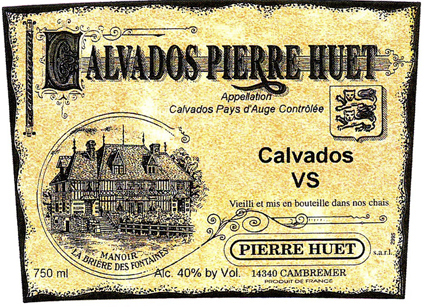 CALVADOS PIERRE HUET
Appellation
Calvados Pays d'Auge Contrôlée
Calvados
VS
Vieilli et mis en bouteille dans nos chais
MANOIR
LA BRIÈRE DES FONTAINES
PIERRE HUET s.a.r.l.
750 ml
Alc. 40% by Vol.
14340 CAMBREMER
PRODUIT DE FRANCE